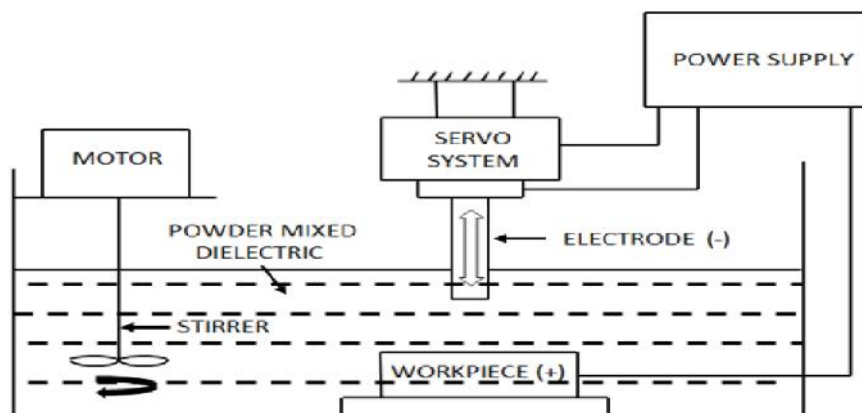 POWER SUPPLY
SERVO
SYSTEM
MOTOR
POWDER MIXED
DIELECTRIC
ELECTRODE (-)
STIRRER
WORKPIECE (+)